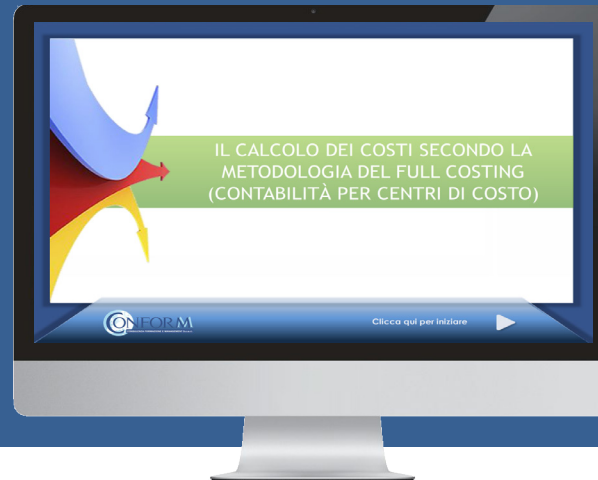 IL CALCOLO DEI COSTI SECONDO LA
METODOLOGIA DEL FULL COSTING
(CONTABILITÀ PER CENTRI DI COSTO)
CONFORM
Clicca qui per iniziare